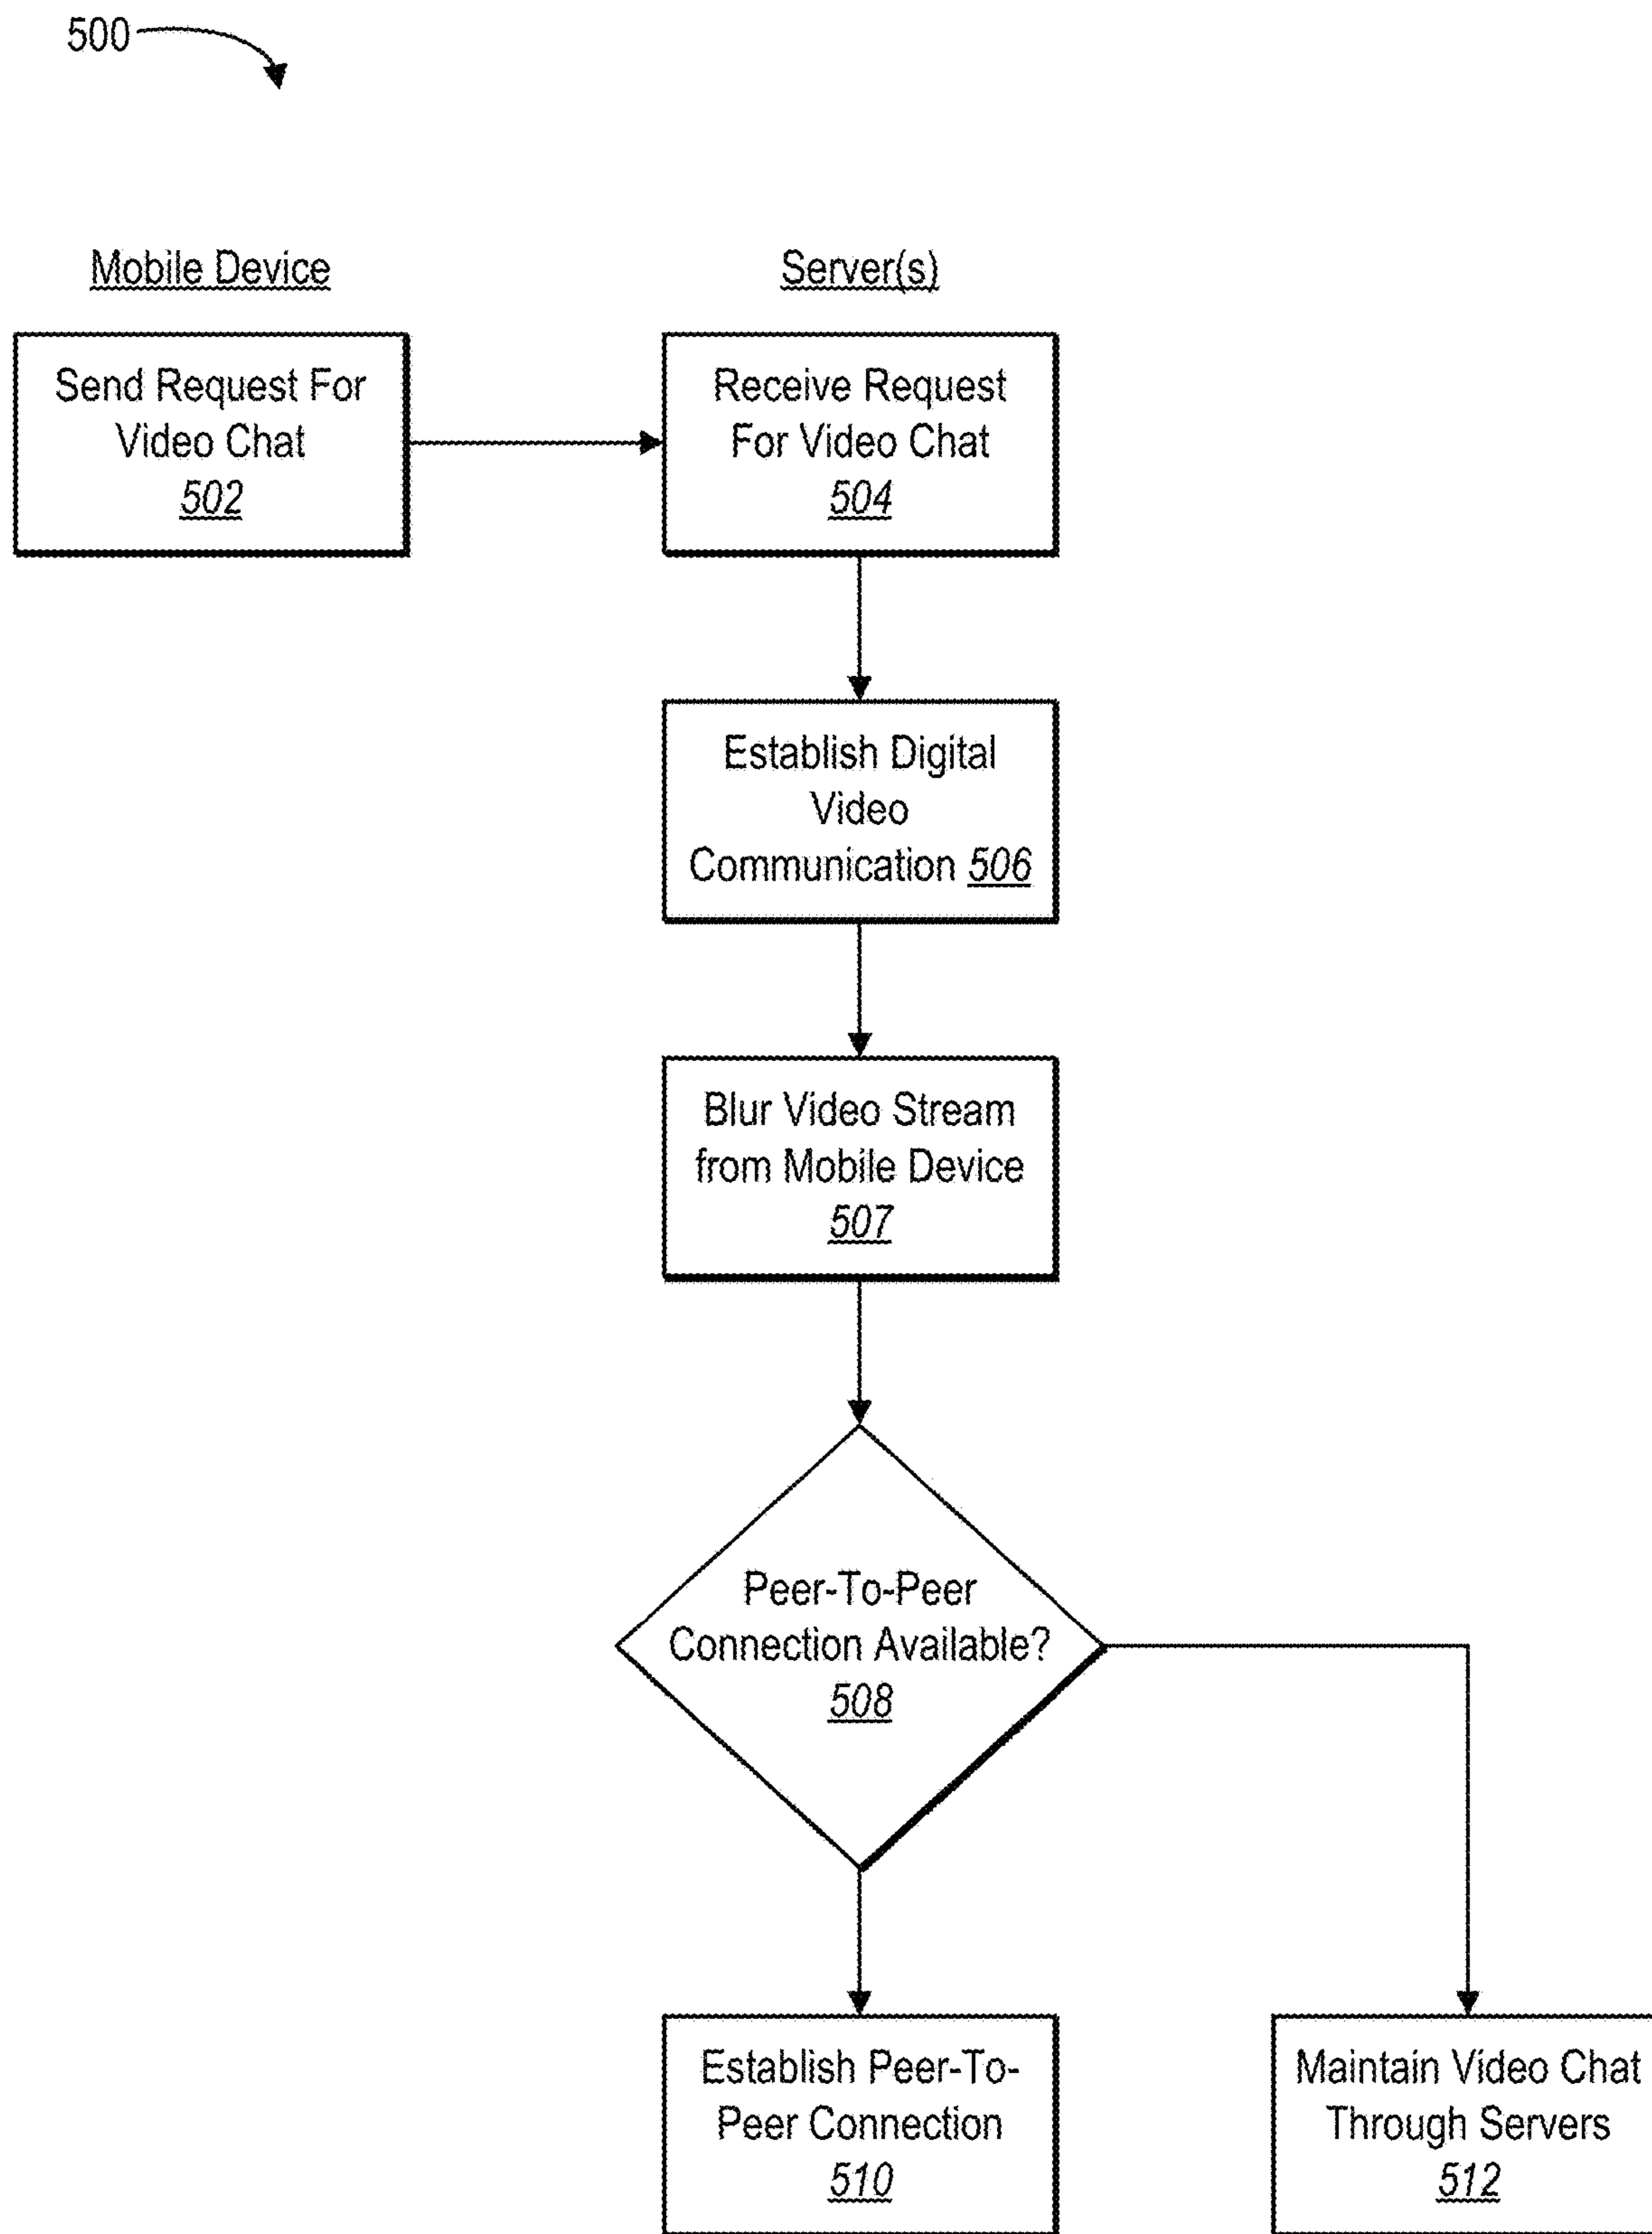 500
Mobile Device
Server(s)
Send Request For
Video Chat
502
Receive Request
For Video Chat
504
Establish Digital
Video
Communication 506
Blur Video Stream
from Mobile Device
507
Peer-To-Peer
Connection Available?
508
Establish Peer-To-
Peer Connection
510
Maintain Video Chat
Through Servers
512